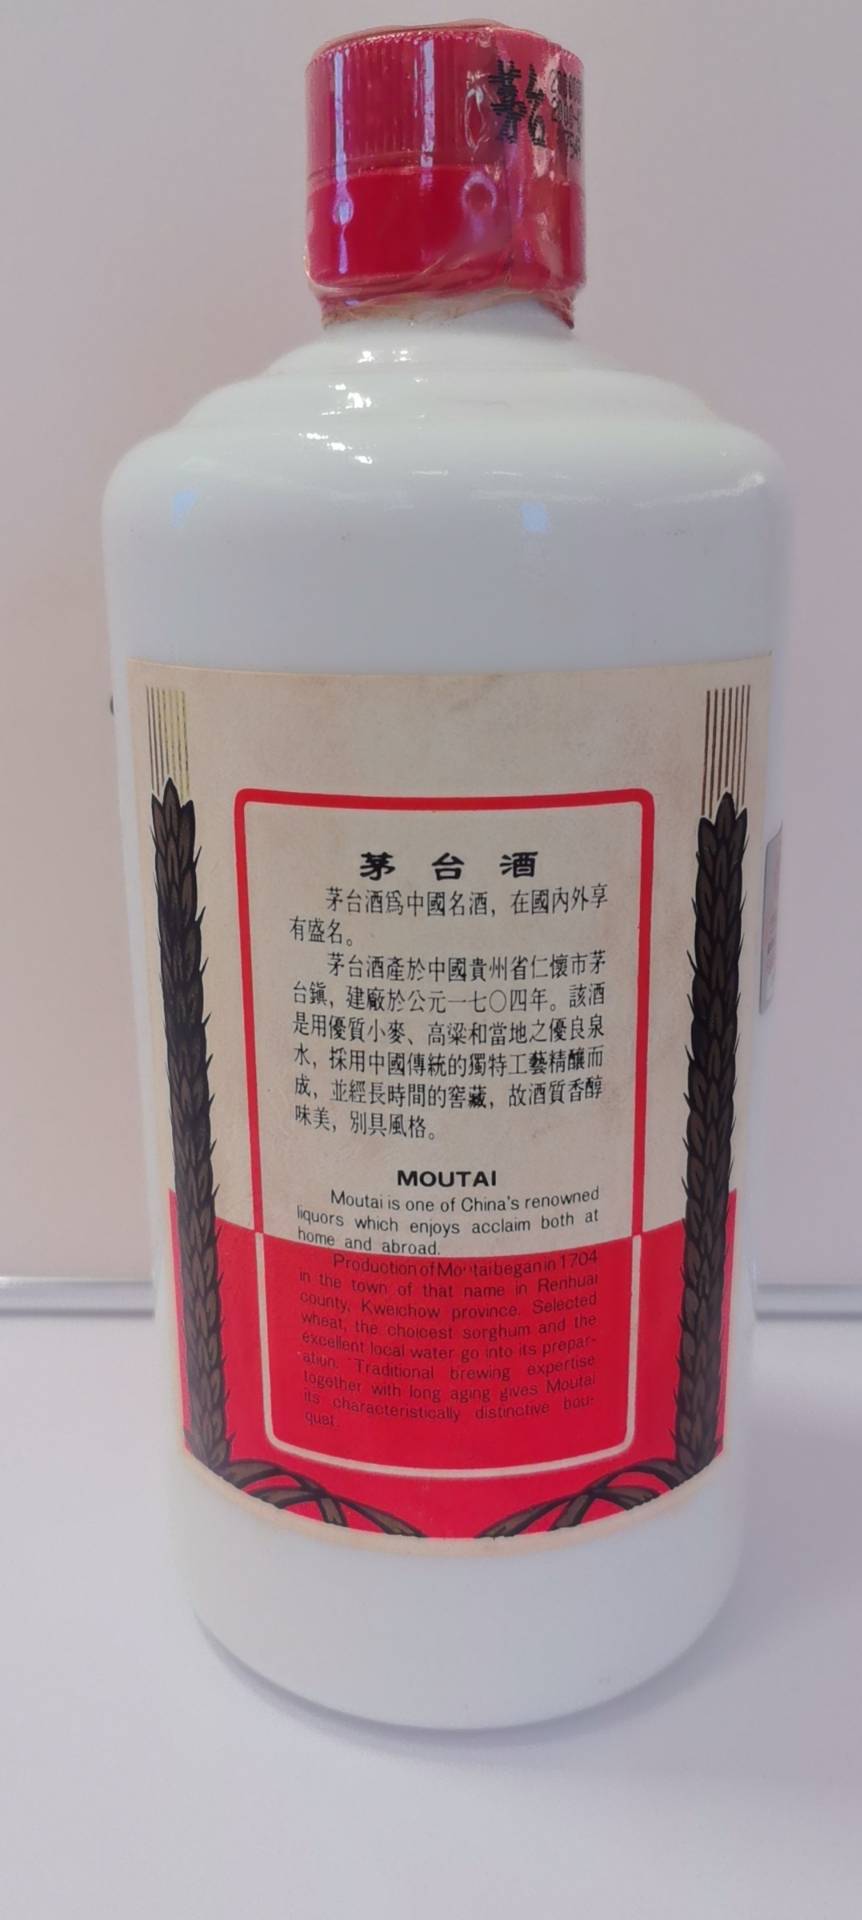 茅台
茅台酒
茅台酒爲中國名酒，在國內外享
有盛名。
茅台酒產於中國貴州省仁懷市茅
台鎮，建廠於公元一七〇四年。該酒
是用優質小麥、高粱和當地之優良泉
水，採用中國傳統的獨特工藝精釀而
成，並經長時間的窖藏，故酒質香醇
味美，別具風格。
MOUTAI
Moutai is one of China's renowned
liquors which enjoys acclaim both at
home and abroad.
Production of Moutai began in 1704
in the town of that name in Renhuai
county, Kweichow province. Selected
wheat, the choicest sorghum and the
excellent local water go into its prepar-
ation. Traditional brewing expertise
together with long aging gives Moutai
its characteristically distinctive bou-
quet.